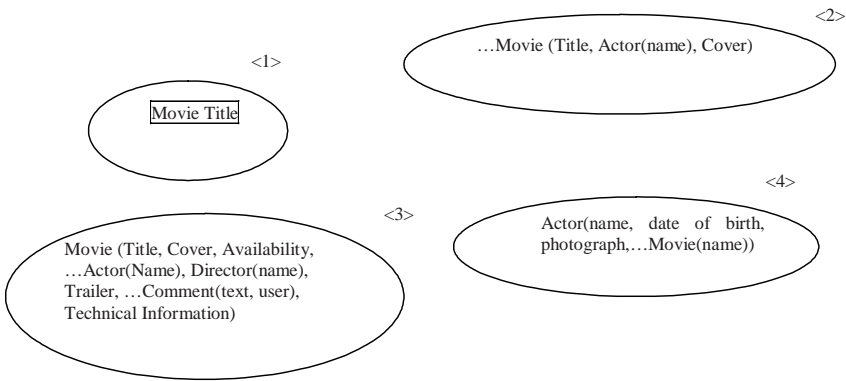 <1>
Movie Title
<2>
…Movie (Title, Actor(name), Cover)
<3>
Movie (Title, Cover, Availability,
…Actor(Name), Director(name),
Trailer, …Comment(text, user),
Technical Information)
<4>
Actor(name, date of birth,
photograph,…Movie(name))